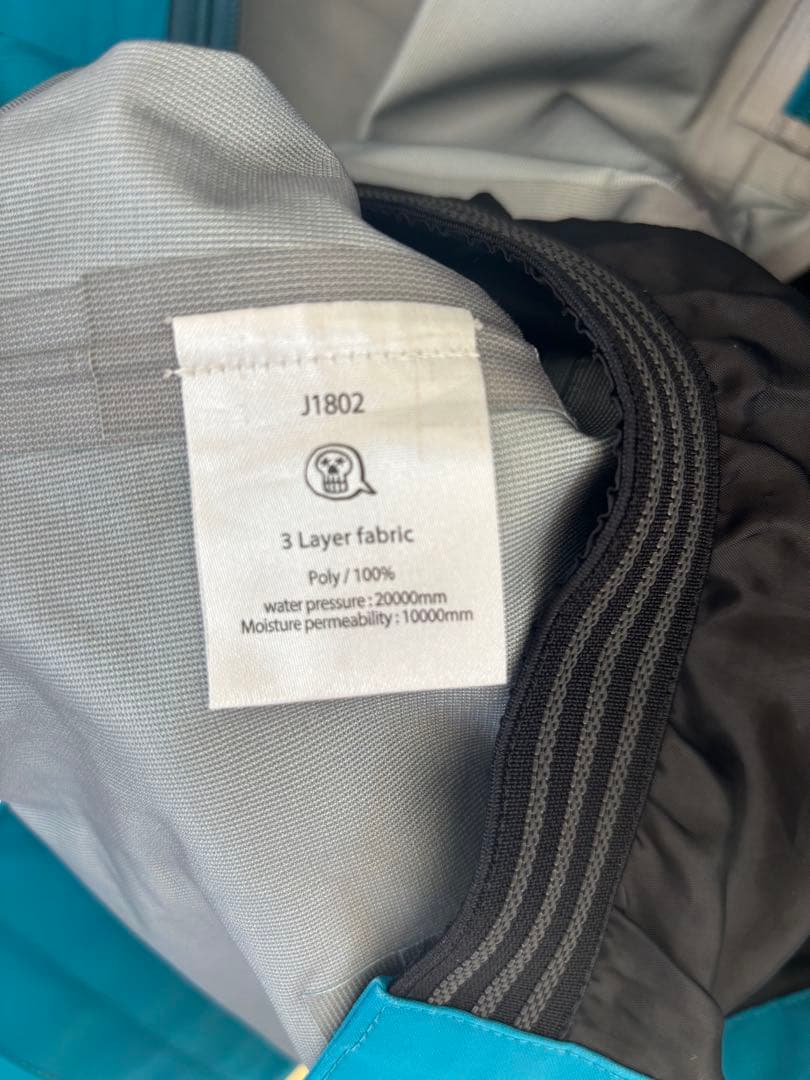 J1802
3 Layer fabric
Poly / 100%
water pressure : 20000mm
Moisture permeability : 10000mm